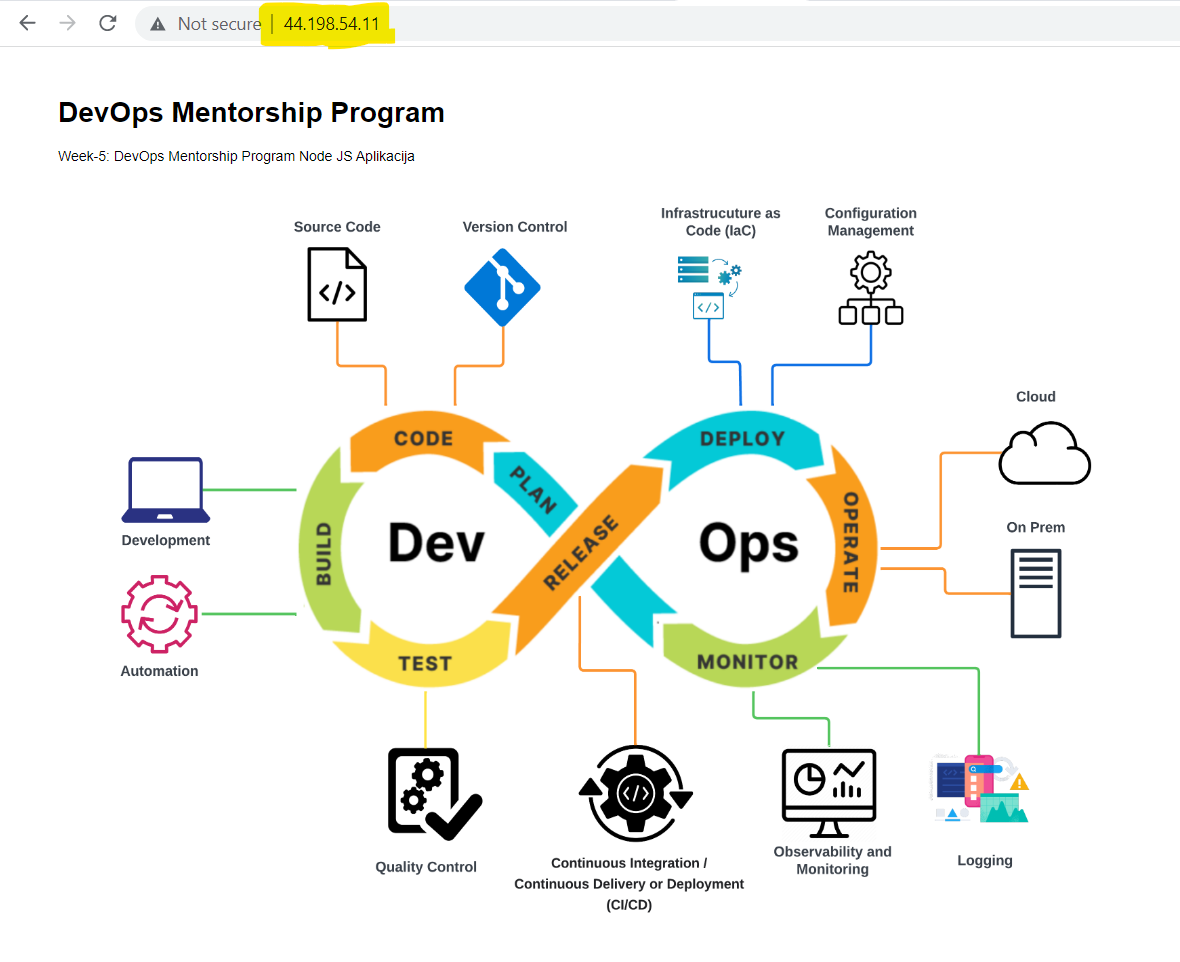 Not secure | 44.198.54.11
DevOps Mentorship Program
Week-5: DevOps Mentorship Program Node JS Aplikacija
Source Code
Version Control
Infrastrucuture as
Code (IaC)
Configuration
Management
Cloud
On Prem
Development
Automation
CODE
PLAN
BUILD
Dev
RELEASE
TEST
DEPLOY
Ops
OPERATE
MONITOR
Quality Control
Continuous Integration /
Continuous Delivery or Deployment
(CI/CD)
Observability and
Monitoring
Logging